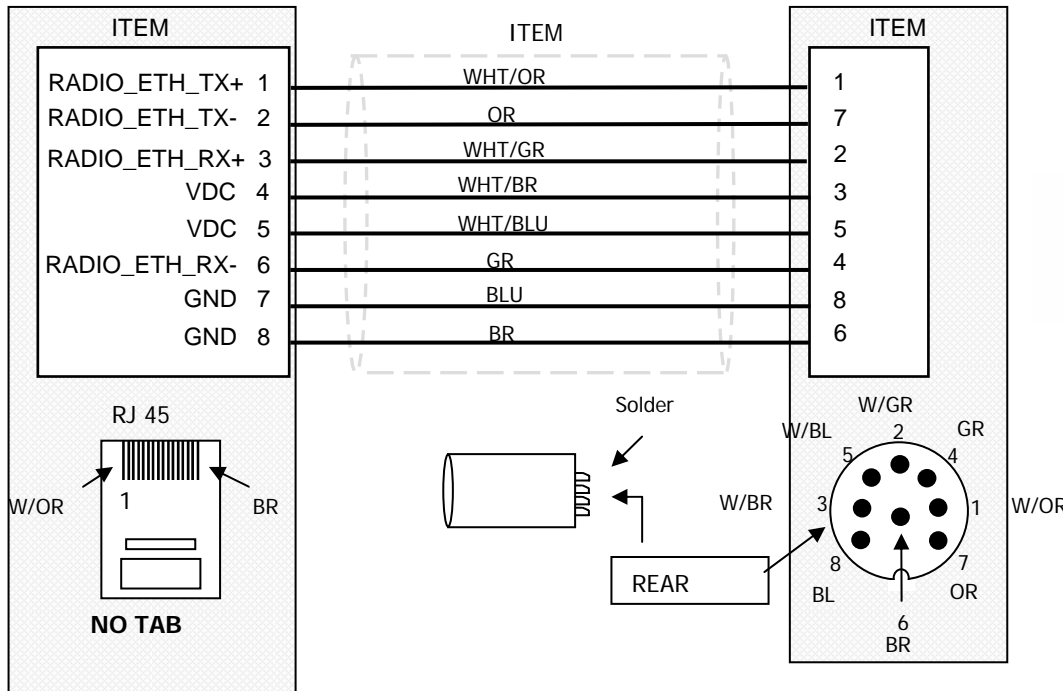 ITEM
ITEM
ITEM
RADIO_ETH_TX+ 1 WHT/OR 1
RADIO_ETH_TX- 2 OR 7
RADIO_ETH_RX+ 3 WHT/GR 2
VDC 4 WHT/BR 3
VDC 5 WHT/BLU 5
RADIO_ETH_RX- 6 GR 4
GND 7 BLU 8
GND 8 BR 6
RJ 45
W/OR
1
BR
NO TAB
Solder
REAR
W/GR
2
W/BL
5
GR
4
W/BR
3
1
W/OR
8
BL
7
OR
6
BR